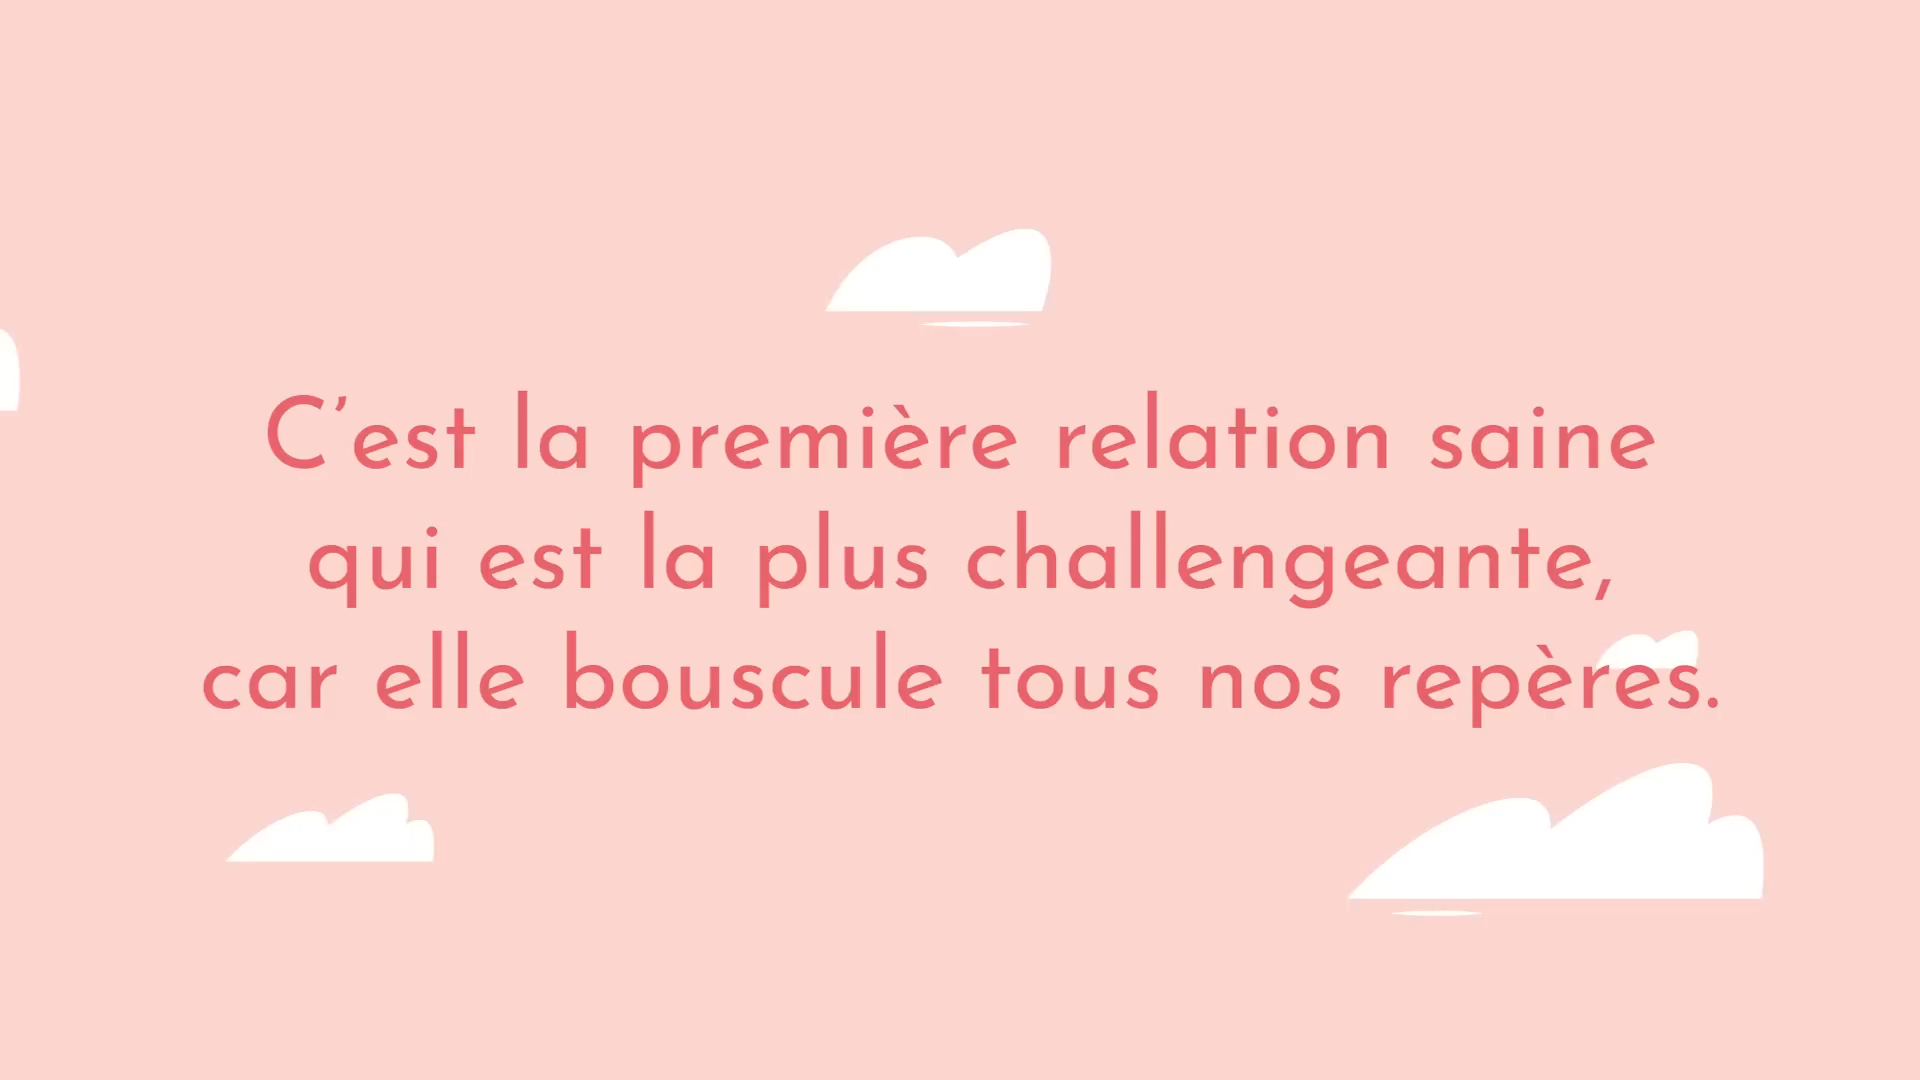 C’est la première relation saine
qui est la plus challengeante,
car elle bouscule tous nos repères.